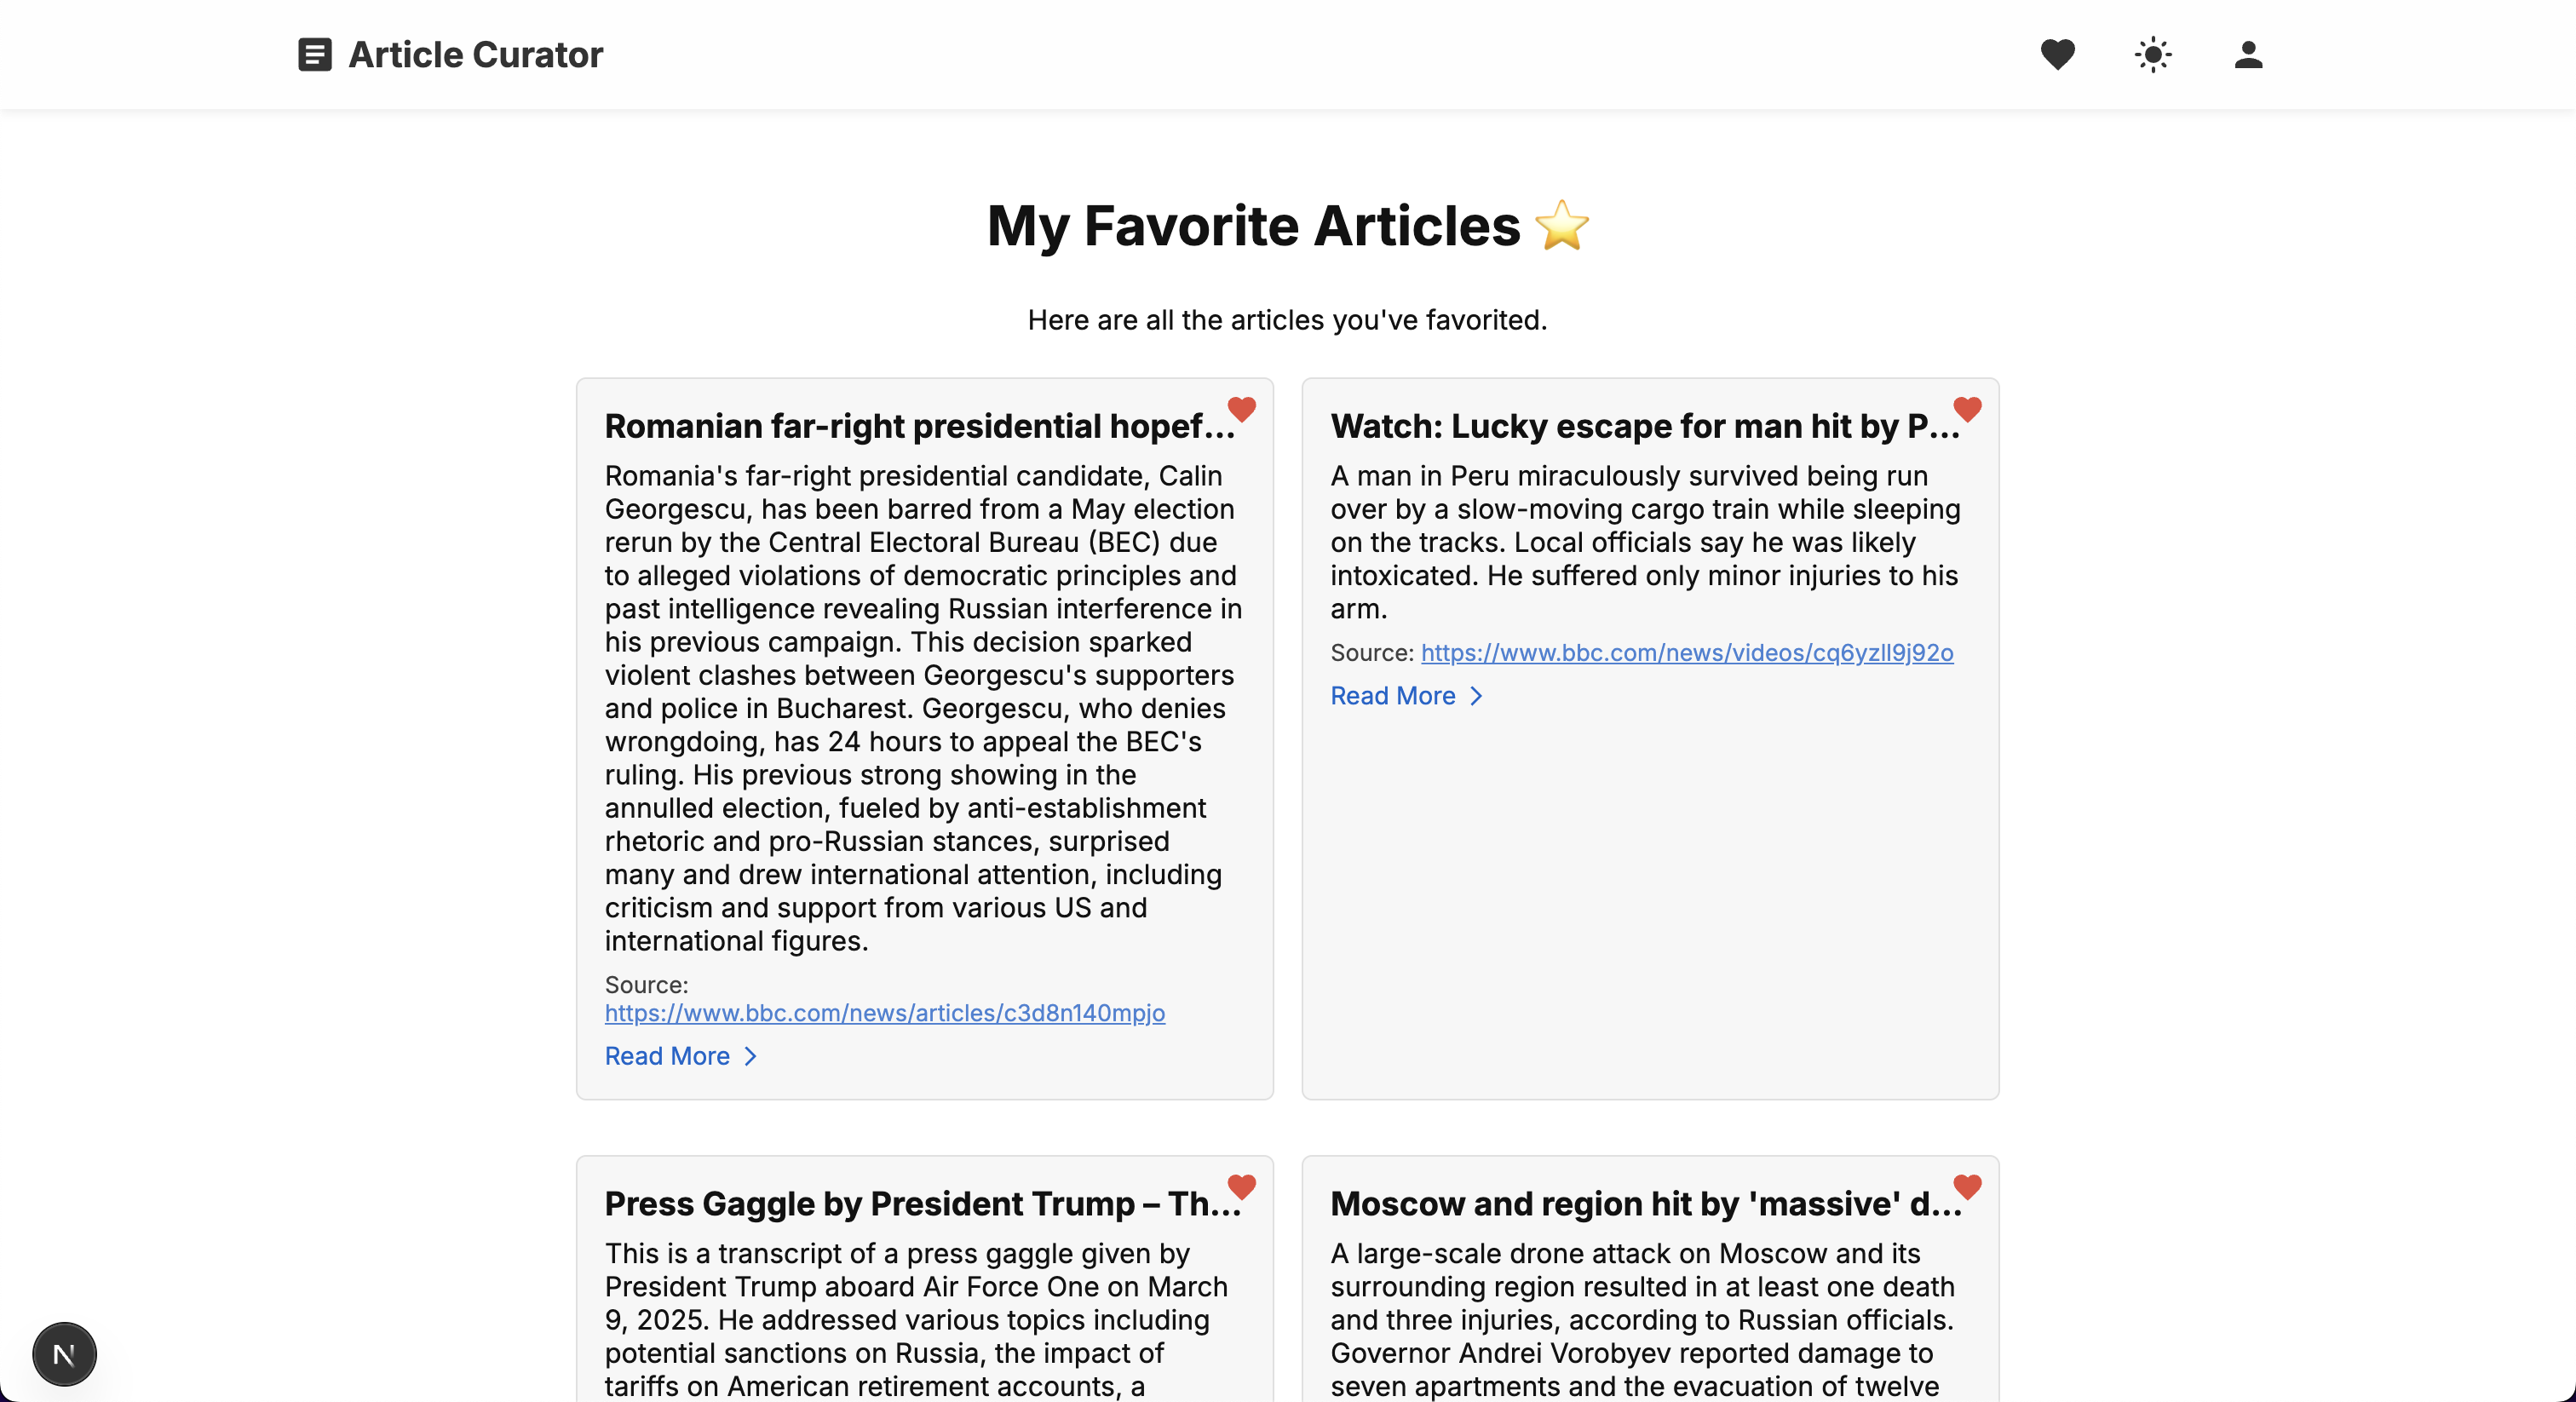 Article Curator
My Favorite Articles ⭐
Here are all the articles you've favorited.
Romanian far-right presidential hopef...
Romania's far-right presidential candidate, Calin
Georgescu, has been barred from a May election
rerun by the Central Electoral Bureau (BEC) due
to alleged violations of democratic principles and
past intelligence revealing Russian interference in
his previous campaign. This decision sparked
violent clashes between Georgescu's supporters
and police in Bucharest. Georgescu, who denies
wrongdoing, has 24 hours to appeal the BEC's
ruling. His previous strong showing in the
annulled election, fueled by anti-establishment
rhetoric and pro-Russian stances, surprised
many and drew international attention, including
criticism and support from various US and
international figures.
Source:
https://www.bbc.com/news/articles/c3d8n140mpjo
Read More
Watch: Lucky escape for man hit by P...
A man in Peru miraculously survived being run
over by a slow-moving cargo train while sleeping
on the tracks. Local officials say he was likely
intoxicated. He suffered only minor injuries to his
arm.
Source: https://www.bbc.com/news/videos/cq6yzll9j92o
Read More
Press Gaggle by President Trump – Th...
This is a transcript of a press gaggle given by
President Trump aboard Air Force One on March
9, 2025. He addressed various topics including
potential sanctions on Russia, the impact of
tariffs on American retirement accounts, a
Moscow and region hit by 'massive' d...
A large-scale drone attack on Moscow and its
surrounding region resulted in at least one death
and three injuries, according to Russian officials.
Governor Andrei Vorobyev reported damage to
seven apartments and the evacuation of twelve
N